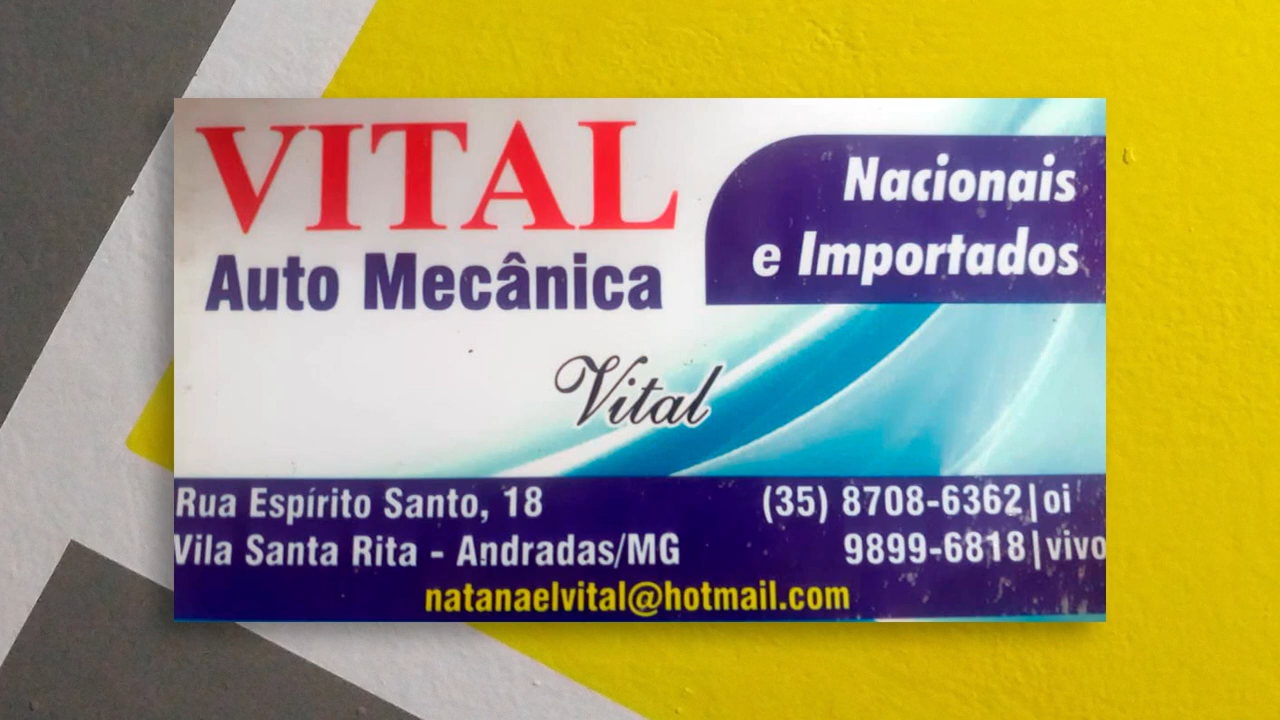 VITAL
Auto Mecânica
Nacionais
e Importados
Vital
Rua Espírito Santo, 18
Vila Santa Rita - Andradas/MG
(35) 8708-6362|oi
9899-6818|vivo
natanaelvital@hotmail.com